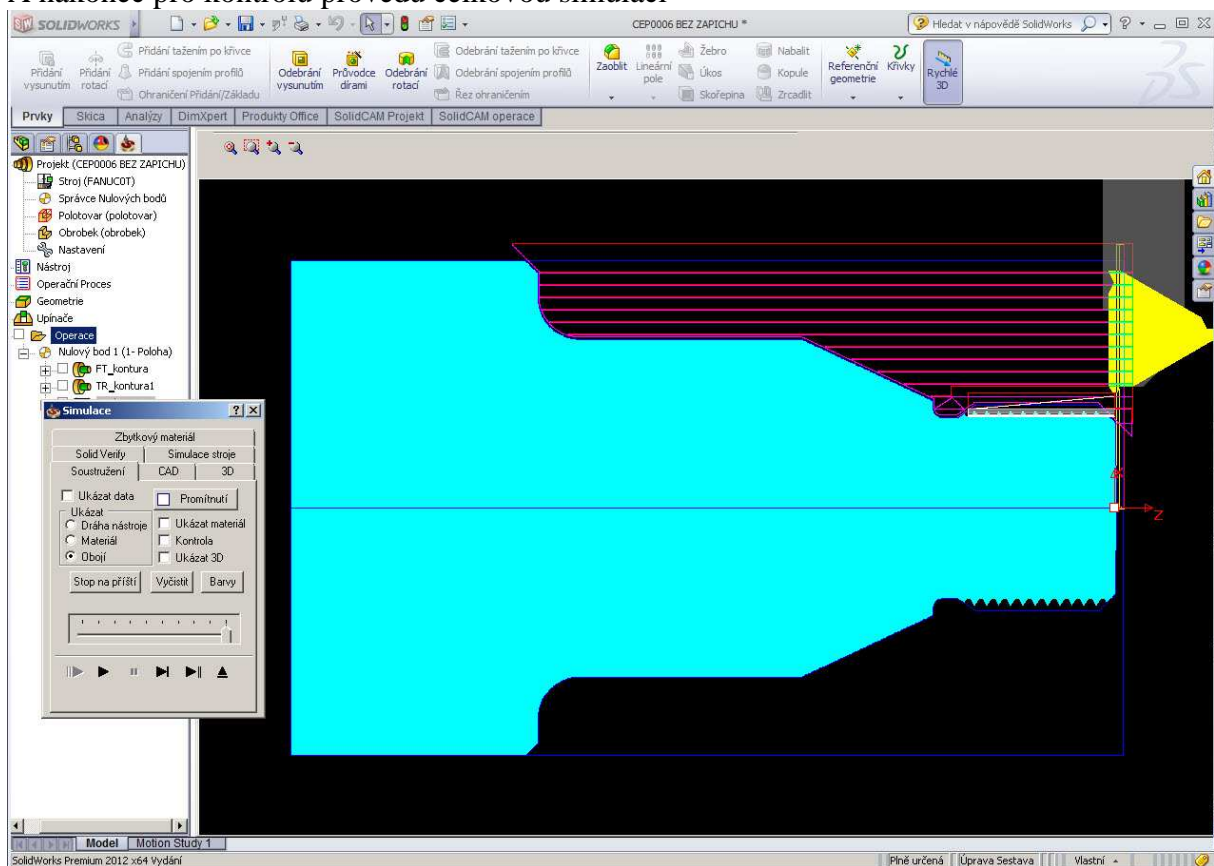 A nakonec pro kontrolu provedu celkovou simulaci
SOLIDWORKS
CEP0006 BEZ ZAPICHU *
Hledat v nápovědě SolidWorks
Přidání vysunutím
Přidání rotací
Přidání tažením po křivce
Přidání spojením profilů
Ohraničení Přidání/Základu
Odebrání vysunutím
Průvodce dírami
Odebrání rotací
Odebrání tažením po křivce
Odebrání spojením profilů
Řez ohraničením
Zaoblit
Lineární pole
Žebro
Úkos
Skořepina
Nabalit
Kopule
Zrcadlit
Referenční geometrie
Křivky
Rychlé 3D
Prvky Skica Analýzy DimXpert Produkty Office SolidCAM Projekt SolidCAM operace
Projekt (CEP0006 BEZ ZAPICHU)
Stroj (FANUC0T)
Správce Nulových bodů
Polotovar (polotovar)
Obrobek (obrobek)
Nastavení
Nástroj
Operační Proces
Geometrie
Upínače
Operace
Nulový bod 1 (1- Poloha)
FT_kontura
TR_kontura1
Simulace
Zbytkový materiál
Solid Verify Simulace stroje
Soustružení CAD 3D
Ukázat data
Promítnutí
Ukázat
Dráha nástroje
Materiál
Obojí
Ukázat materiál
Kontrola
Ukázat 3D
Stop na příští Vyčistit Barvy
Z
Model Motion Study 1
SolidWorks Premium 2012 x64 Vydání
Plně určená Úprava Sestava Vlastní